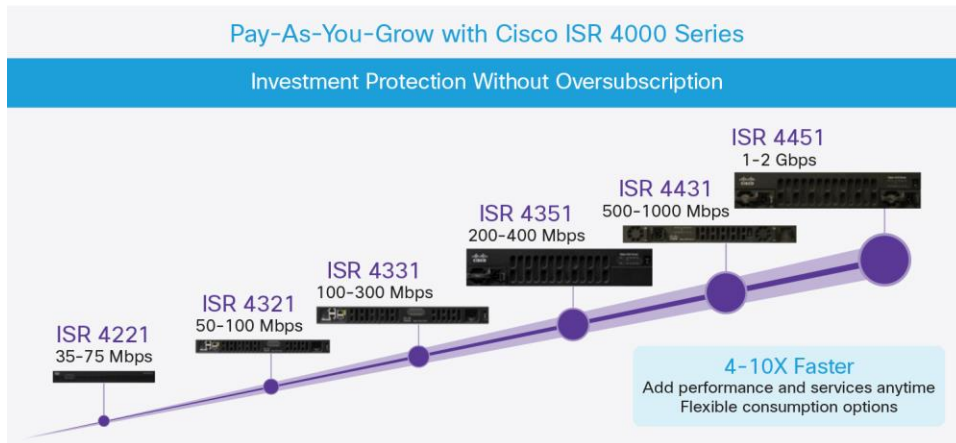 Pay-As-You-Grow with Cisco ISR 4000 Series
Investment Protection Without Oversubscription
ISR 4221
35-75 Mbps
ISR 4321
50-100 Mbps
ISR 4331
100-300 Mbps
ISR 4351
200-400 Mbps
ISR 4431
500-1000 Mbps
ISR 4451
1-2 Gbps
4-10X Faster
Add performance and services anytime
Flexible consumption options